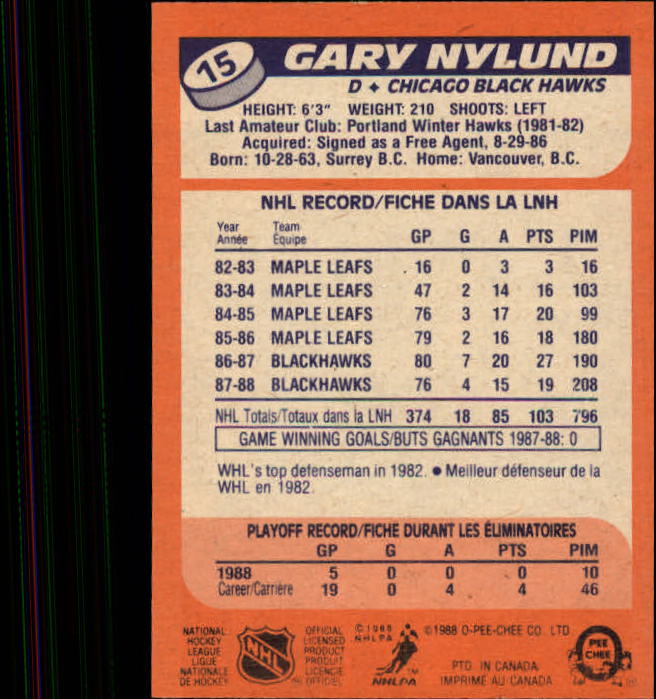 15
GARY NYLUND
D ♦ CHICAGO BLACK HAWKS
HEIGHT: 6'3" WEIGHT: 210 SHOOTS: LEFT
Last Amateur Club: Portland Winter Hawks (1981-82)
Acquired: Signed as a Free Agent, 8-29-86
Born: 10-28-63, Surrey B.C. Home: Vancouver, B.C.
NHL RECORD/FICHE DANS LA LNH
Year Team
Année Équipe GP G A PTS PIM
82-83 MAPLE LEAFS 16 0 3 3 16
83-84 MAPLE LEAFS 47 2 14 16 103
84-85 MAPLE LEAFS 76 3 17 20 99
85-86 MAPLE LEAFS 79 2 16 18 180
86-87 BLACKHAWKS 80 7 20 27 190
87-88 BLACKHAWKS 76 4 15 19 208
NHL Totals/Totaux dans la LNH 374 18 85 103 796
GAME WINNING GOALS/BUTS GAGNANTS 1987-88: 0
WHL's top defenseman in 1982. ● Meilleur défenseur de la
WHL en 1982.
PLAYOFF RECORD/FICHE DURANT LES ÉLIMINATOIRES
GP G A PTS PIM
1988 5 0 0 0 10
Career/Carrière 19 0 4 4 46
NATIONAL
HOCKEY
LEAGUE
LIGUE
NATIONALE
DE HOCKEY
NHL
OFFICIAL
LICENSED
PRODUCT
PRODUIT
LICENCIÉ
OFFICIEL
© 1988
NHLPA
NHLPA
© 1988 O-PEE-CHEE CO. LTD.
PTD. IN CANADA
IMPRIMÉ AU CANADA
PEE
CHEE